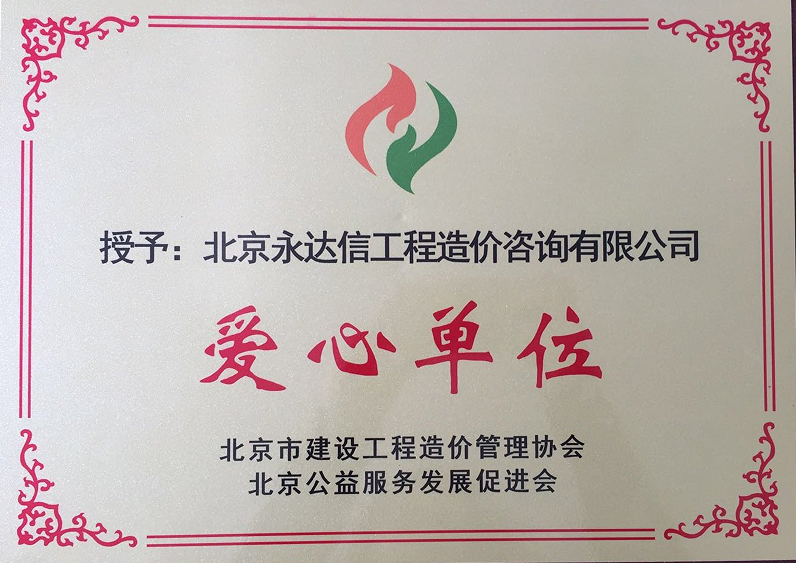 授予：北京永达信工程造价咨询有限公司
爱心单位
北京市建设工程造价管理协会
北京公益服务发展促进会